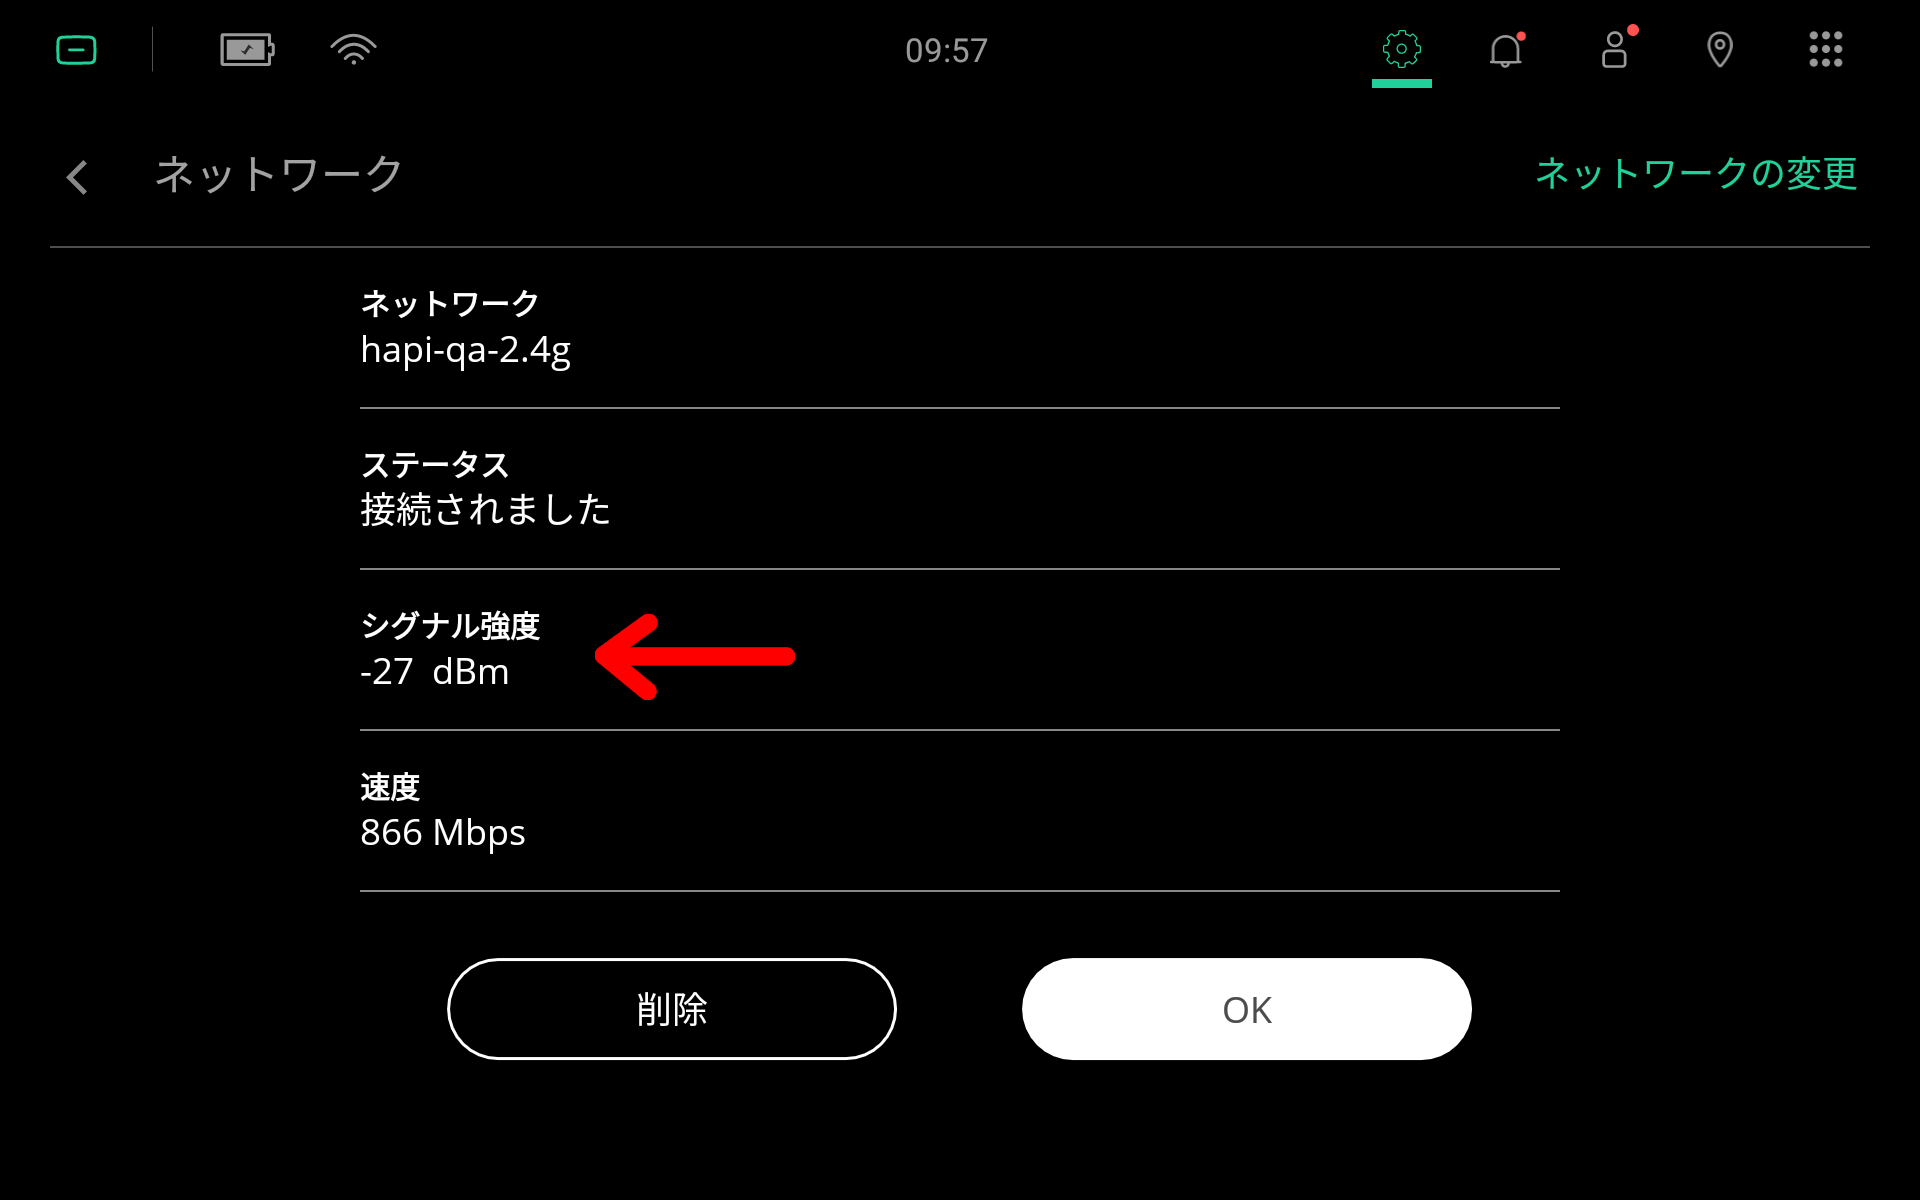 09:57
ネットワーク
ネットワークの変更
ネットワーク
hapi-qa-2.4g
ステータス
接続されました
シグナル強度
-27 dBm
速度
866 Mbps
削除
OK